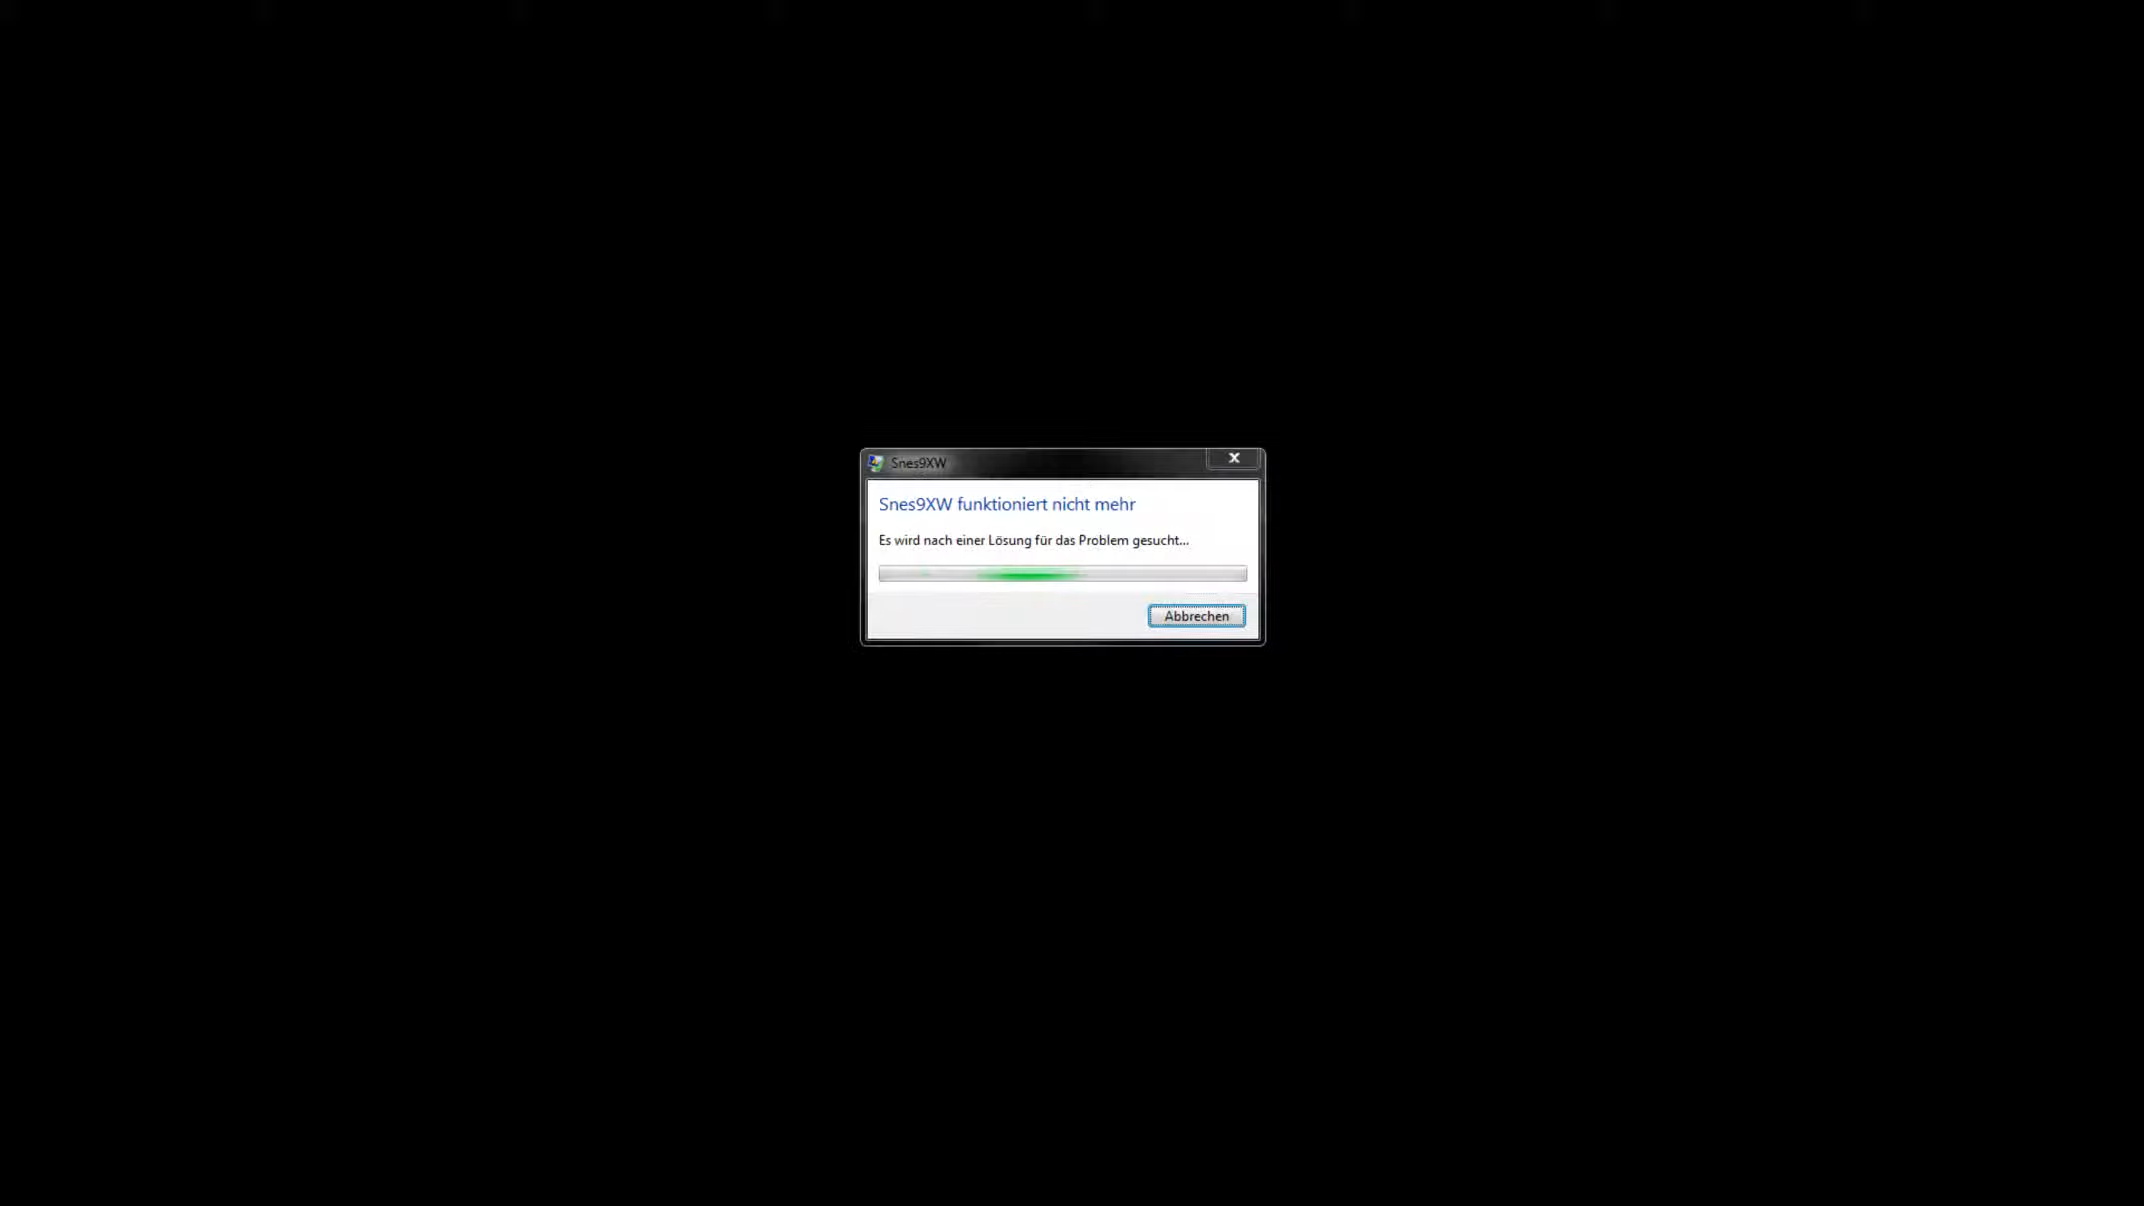 Snes9XW
Snes9XW funktioniert nicht mehr
Es wird nach einer Lösung für das Problem gesucht...
Abbrechen